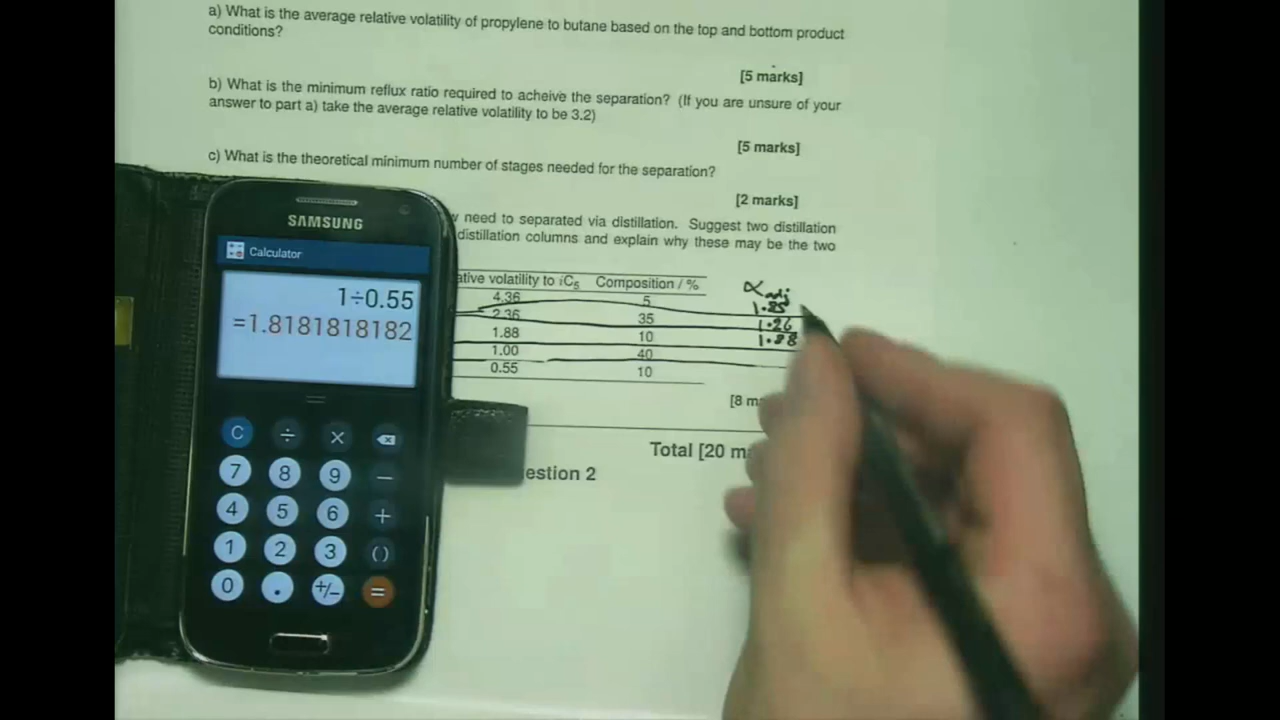 a) What is the average relative volatility of propylene to butane based on the top and bottom product
conditions?
[5 marks]
b) What is the minimum reflux ratio required to acheive the separation? (If you are unsure of your
answer to part a) take the average relative volatility to be 3.2)
[5 marks]
c) What is the theoretical minimum number of stages needed for the separation?
[2 marks]
need to separated via distillation. Suggest two distillation
distillation columns and explain why these may be the two
ative volatility to iC5 Composition / %
4.36 5
2.36 35
1.88 10
1.00 40
0.55 10
α adj
1.85
1.26
1.88
[8 m
Total [20 m
estion 2
SAMSUNG
Calculator
1÷0.55
=1.8181818182
C ÷ ×
7 8 9 −
4 5 6 +
1 2 3 ()
0 . +/− =